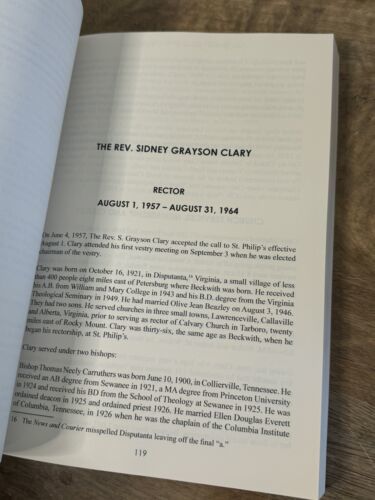 THE REV. SIDNEY GRAYSON CLARY
RECTOR
AUGUST 1, 1957 – AUGUST 31, 1964
On June 4, 1957, The Rev. S. Grayson Clary accepted the call to St. Philip's effective
August 1. Clary attended his first vestry meeting on September 3 when he was elected
chairman of the vestry.
Clary was born on October 16, 1921, in Disputanta,¹⁶ Virginia, a small village of less
than 400 people eight miles east of Petersburg where Beckwith was born. He received
his A.B. from William and Mary College in 1943 and his B.D. degree from the Virginia
Theological Seminary in 1949. He had married Olive Jean Beazley on August 3, 1946.
They had two sons. He served churches in three small towns, Lawrenceville, Callaville
and Alberta, Virginia, prior to serving as rector of Calvary Church in Tarboro, twenty
miles east of Rocky Mount. Clary was thirty-six, the same age as Beckwith, when he
began his rectorship, at St. Philip's.
Clary served under two bishops:
Bishop Thomas Neely Carruthers was born June 10, 1900, in Collierville, Tennessee. He
received an AB degree from Sewanee in 1921, a MA degree from Princeton University
in 1924 and received his BD from the School of Theology at Sewanee in 1925. He was
ordained deacon in 1925 and ordained priest 1926. He married Ellen Douglas Everett
of Columbia, Tennessee, in 1926 when he was the chaplain of the Columbia Institute
16 The News and Courier misspelled Disputanta leaving off the final "a."
119